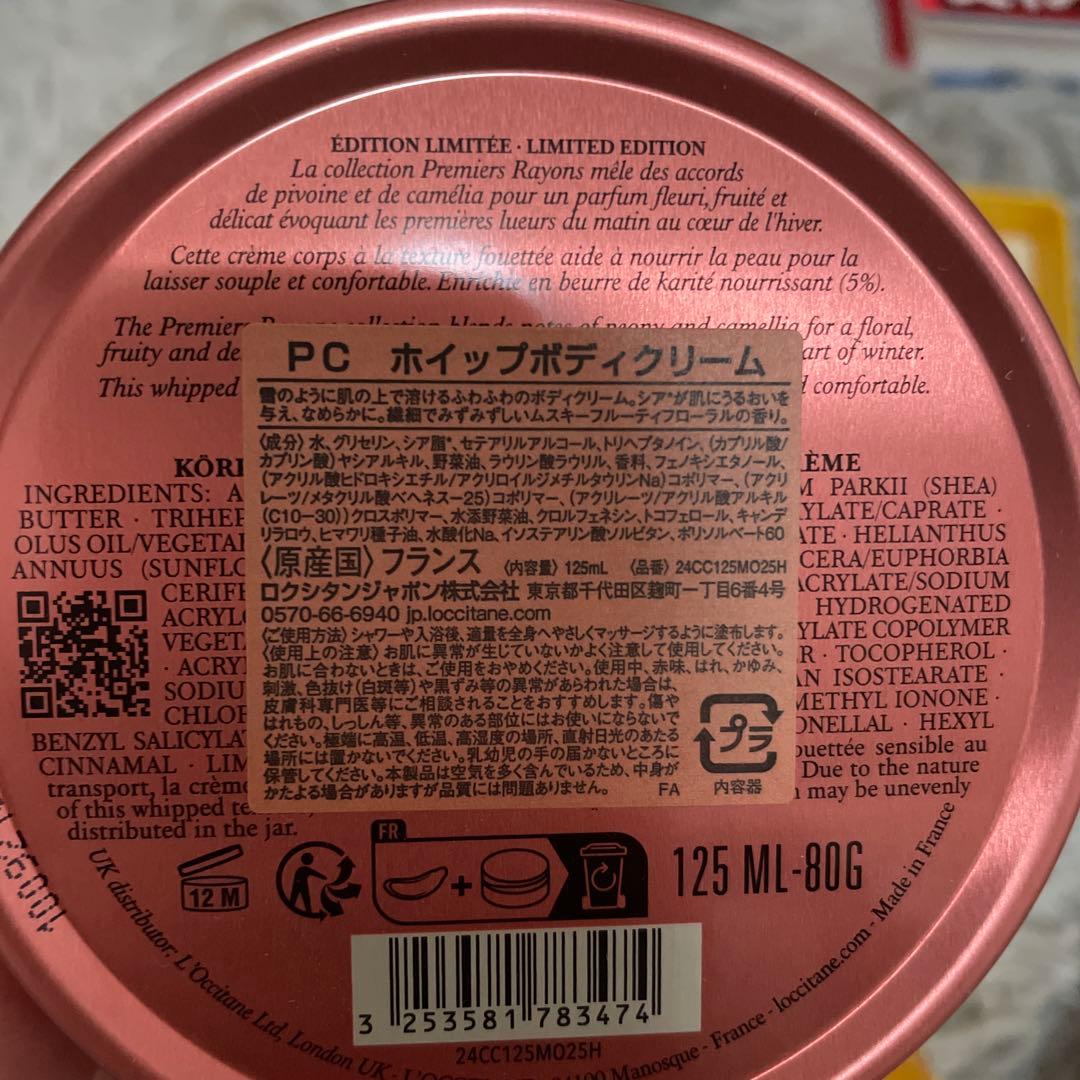 ÉDITION LIMITÉE · LIMITED EDITION
La collection Premiers Rayons mêle des accords
de pivoine et de camélia pour un parfum fleuri, fruité et
délicat évoquant les premières lueurs du matin au cœur de l'hiver.
Cette crème corps à la texture fouettée aide à nourrir la peau pour la
laisser souple et confortable. Enrichie en beurre de karité nourrissant (5%).
The Premiers Rayons collection blends notes of peony and camellia for a floral,
fruity and de
art of winter.
This whipped
d comfortable.
PC ホイップボディクリーム
雪のように肌の上で溶けるふわふわのボディクリーム。シア*が肌にうるおいを
与え、なめらかに。繊細でみずみずしいムスキーフルーティフローラルの香り。
〈成分〉水、グリセリン、シア脂*、セテアリルアルコール、トリヘプタノイン、(カプリル酸/
カプリン酸)ヤシアルキル、野菜油、ラウリン酸ラウリル、香料、フェノキシエタノール、
(アクリル酸ヒドロキシエチル/アクリロイルジメチルタウリンNa)コポリマー、(アクリ
レーツ/メタクリル酸ベヘネス-25)コポリマー、(アクリレーツ/アクリル酸アルキル
(C10-30))クロスポリマー、水添野菜油、クロルフェネシン、トコフェロール、キャンデ
リラロウ、ヒマワリ種子油、水酸化Na、イソステアリン酸ソルビタン、ポリソルベート60
〈原産国〉フランス 〈内容量〉125mL 〈品番〉24CC125MO25H
ロクシタンジャポン株式会社 東京都千代田区麹町一丁目6番4号
0570-66-6940 jp.loccitane.com
〈ご使用方法〉シャワーや入浴後、適量を全身へやさしくマッサージするように塗布します。
〈使用上の注意〉お肌に異常が生じていないかよく注意して使用してください。
お肌に合わないときは、ご使用をおやめください。使用中、赤味、はれ、かゆみ、
刺激、色抜け(白斑等)や黒ずみ等の異常があらわれた場合は、
皮膚科専門医等にご相談されることをおすすめします。傷や
はれもの、しっしん等、異常のある部位にはお使いにならないで
ください。極端に高温、低温、高湿度の場所、直射日光のあたる
場所には置かないでください。乳幼児の手の届かないところに
保管してください。本製品は空気を多く含んでいるため、中身が
かたよる場合がありますが品質には問題ありません。 FA
プラ
内容器
KÖR
ÈME
INGREDIENTS: A
M PARKII (SHEA)
BUTTER · TRIHEP
YLATE/CAPRATE ·
OLUS OIL/VEGETA
ATE · HELIANTHUS
ANNUUS (SUNFLO
CERA/EUPHORBIA
CERIFE
ACRYLATE/SODIUM
ACRYL
HYDROGENATED
VEGET
YLATE COPOLYMER
· ACRY
R · TOCOPHEROL ·
SODIU
AN ISOSTEARATE ·
CHLOR
METHYL IONONE ·
BENZYL SALICYLAT
ONELLAL · HEXYL
CINNAMAL · LIM
ouettée sensible au
transport, la crème
Due to the nature
of this whipped te
n may be unevenly
distributed in the jar.
12 M
FR
125 ML-80G
UK distributor: L'Occitane Ltd, London UK - L'OCC
04100 Manosque - France - loccitane.com - Made in France
3 253581 783474
24CC125MO25H